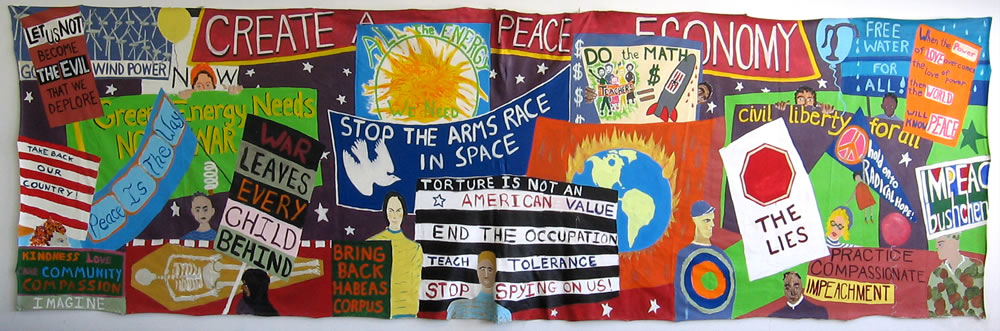 CREATE A PEACE ECONOMY
LET US NOT
BECOME
THE EVIL
THAT WE
DEPLORE
WIND POWER
NOW
Green Energy Needs
NO WAR
TAKE BACK
OUR
COUNTRY!
Peace Is The Way
KINDNESS LOVE
COMMUNITY
COMPASSION
IMAGINE
WAR
LEAVES
EVERY
CHILD
BEHIND
ALL the ENERGY
We Need
STOP THE ARMS RACE
IN SPACE
BRING
BACK
HABEAS
CORPUS
TORTURE IS NOT AN
AMERICAN VALUE
END THE OCCUPATION
TEACH TOLERANCE
STOP SPYING ON US!
DO the MATH
$
$
$
$
$
TEACHERS
civil liberty for all
THE
LIES
FREE
WATER
FOR
ALL!
When the Power
of LOVE overcomes
the love of power
then the
WORLD
WILL
KNOW PEACE
hold on to
RADICAL
HOPE!
IMPEAC
bushchen
PRACTICE
COMPASSIONATE
IMPEACHMENT